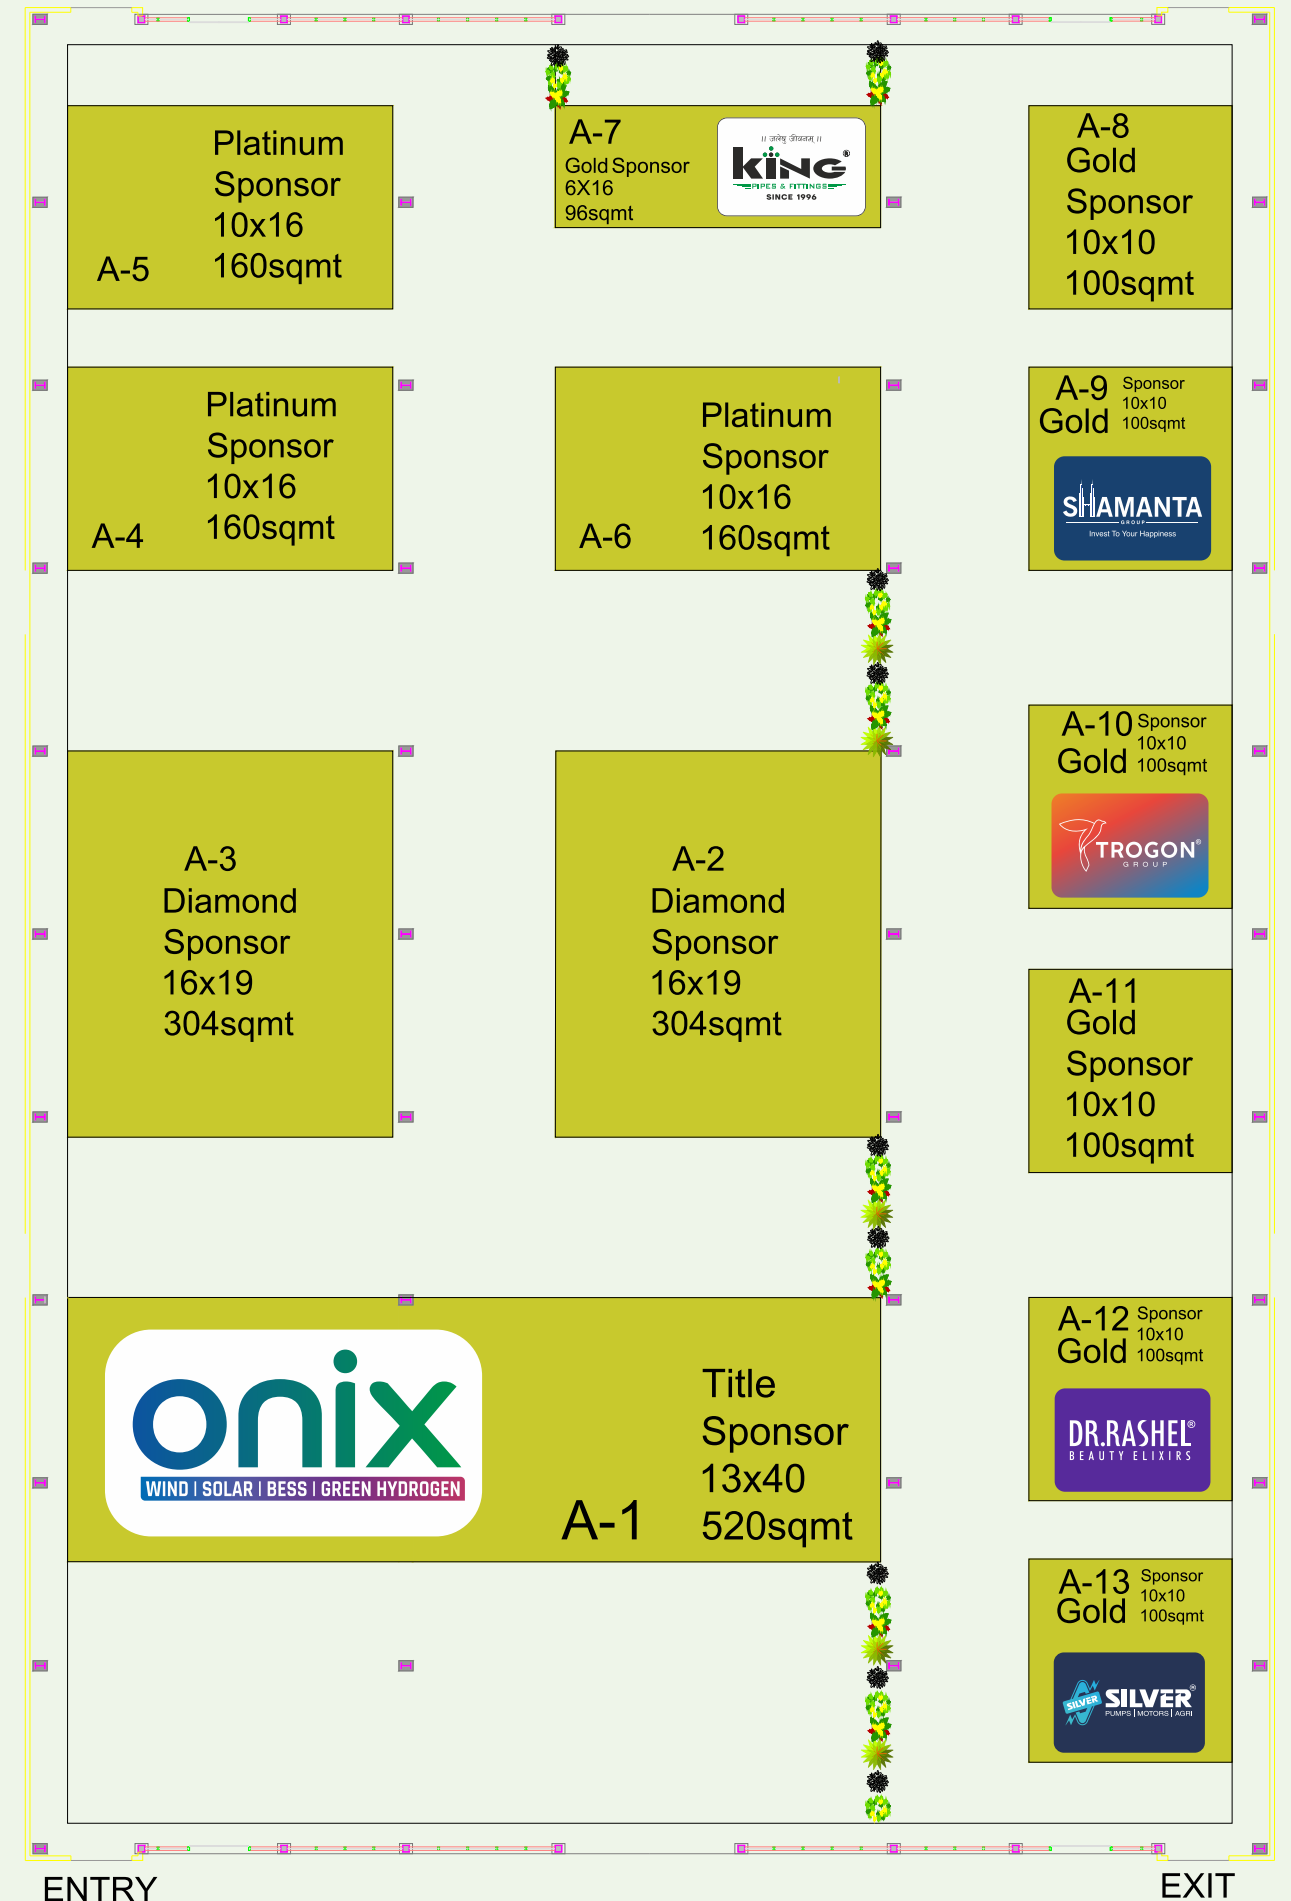 Platinum
Sponsor
10x16
160sqmt
A-5
A-7
Gold Sponsor
6X16
96sqmt
।। जलेषु जीवनम् ।।
kiNG®
PIPES & FITTINGS
SINCE 1996
A-8
Gold
Sponsor
10x10
100sqmt
Platinum
Sponsor
10x16
160sqmt
A-4
Platinum
Sponsor
10x16
160sqmt
A-6
A-9 Sponsor
10x10
Gold 100sqmt
SHAMANTA
GROUP
Invest To Your Happiness
A-10 Sponsor
10x10
Gold 100sqmt
TROGON®
GROUP
A-3
Diamond
Sponsor
16x19
304sqmt
A-2
Diamond
Sponsor
16x19
304sqmt
A-11
Gold
Sponsor
10x10
100sqmt
onix
WIND | SOLAR | BESS | GREEN HYDROGEN
A-1
Title
Sponsor
13x40
520sqmt
A-12 Sponsor
10x10
Gold 100sqmt
DR.RASHEL®
BEAUTY ELIXIRS
A-13 Sponsor
10x10
Gold 100sqmt
SILVER
SILVER®
PUMPS | MOTORS | AGRI
ENTRY
EXIT